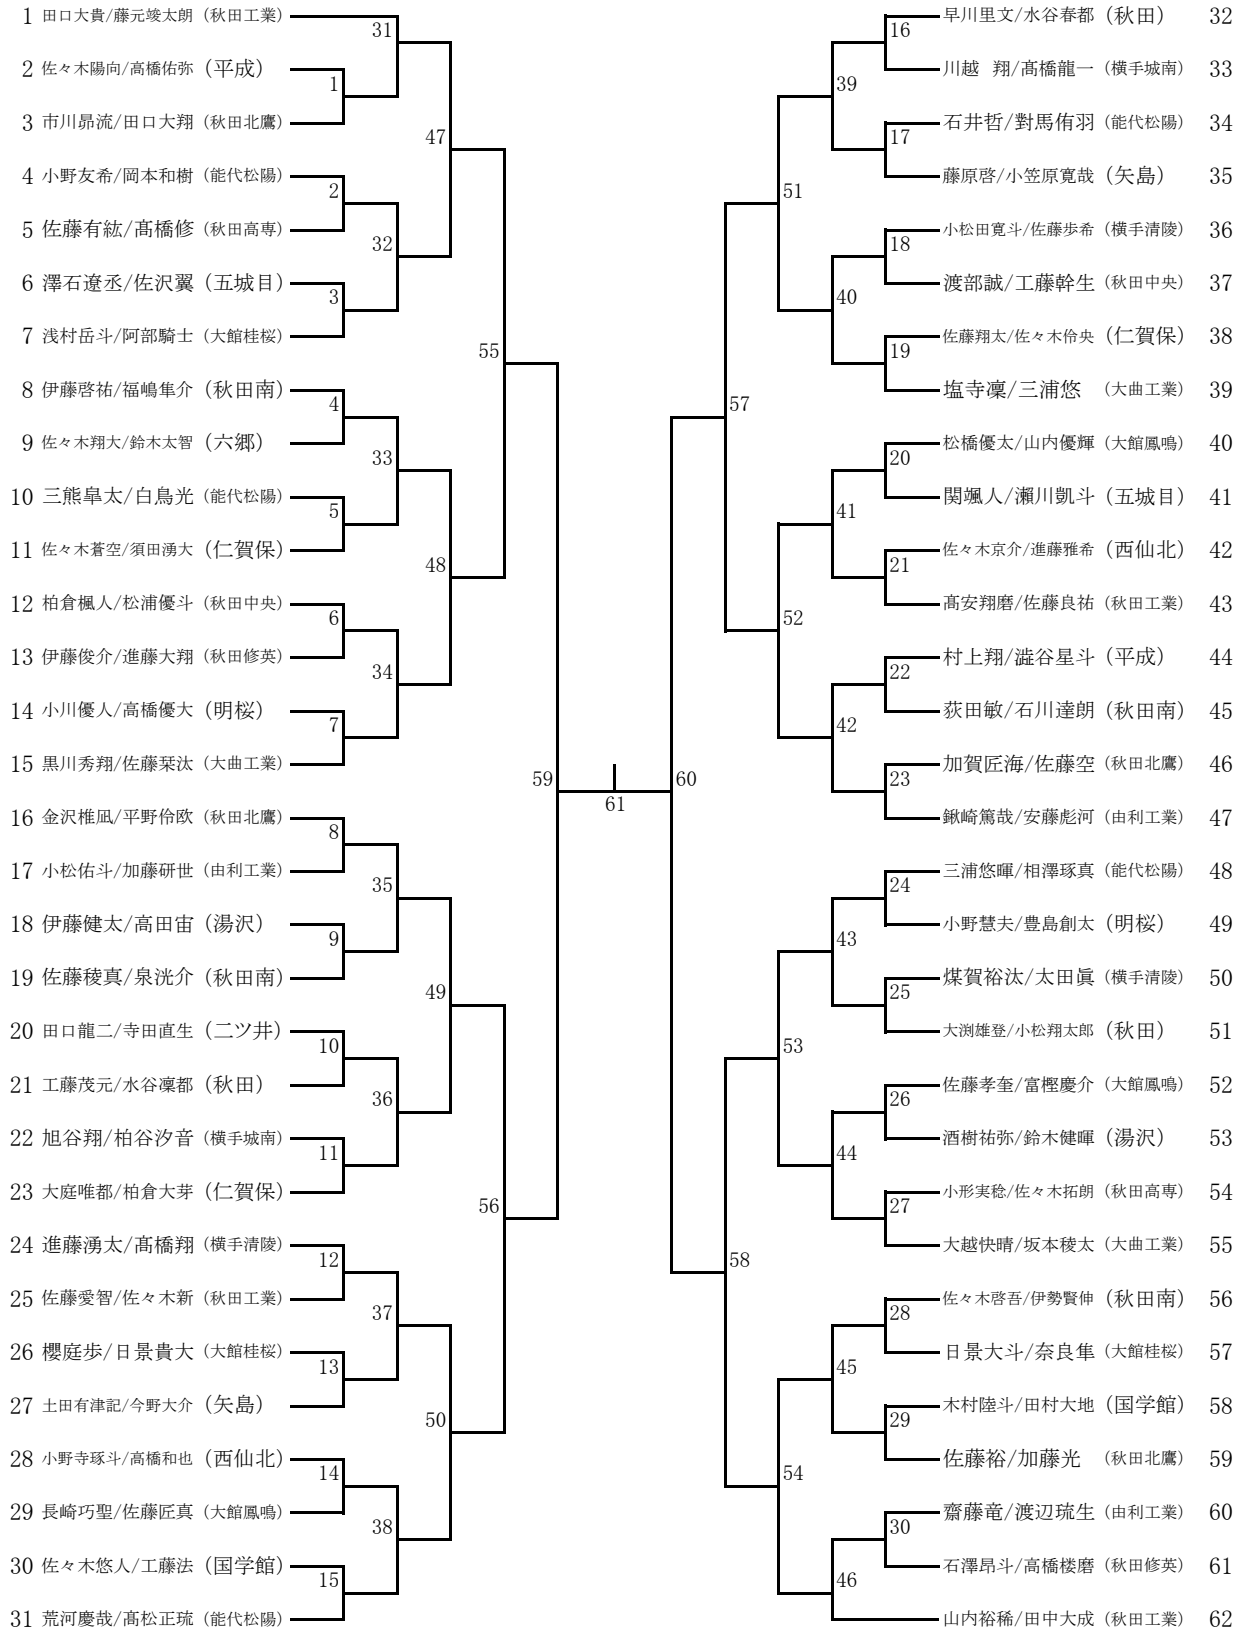 1 田口大貴/藤元竣太朗 (秋田工業)
2 佐々木陽向/高橋佑弥 (平成)
3 市川昴流/田口大翔 (秋田北鷹)
4 小野友希/岡本和樹 (能代松陽)
5 佐藤有紘/髙橋修 (秋田高専)
6 澤石遼丞/佐沢翼 (五城目)
7 浅村岳斗/阿部騎士 (大館桂桜)
8 伊藤啓祐/福嶋隼介 (秋田南)
9 佐々木翔大/鈴木太智 (六郷)
10 三熊皐太/白鳥光 (能代松陽)
11 佐々木蒼空/須田湧大 (仁賀保)
12 柏倉楓人/松浦優斗 (秋田中央)
13 伊藤俊介/進藤大翔 (秋田修英)
14 小川優人/高橋優大 (明桜)
15 黒川秀翔/佐藤栞汰 (大曲工業)
16 金沢椎凪/平野伶欧 (秋田北鷹)
17 小松佑斗/加藤研世 (由利工業)
18 伊藤健太/高田宙 (湯沢)
19 佐藤稜真/泉洸介 (秋田南)
20 田口龍二/寺田直生 (二ツ井)
21 工藤茂元/水谷凜都 (秋田)
22 旭谷翔/柏谷汐音 (横手城南)
23 大庭唯都/柏倉大芽 (仁賀保)
24 進藤湧太/髙橋翔 (横手清陵)
25 佐藤愛智/佐々木新 (秋田工業)
26 櫻庭歩/日景貴大 (大館桂桜)
27 土田有津記/今野大介 (矢島)
28 小野寺琢斗/高橋和也 (西仙北)
29 長崎巧聖/佐藤匠真 (大館鳳鳴)
30 佐々木悠人/工藤法 (国学館)
31 荒河慶哉/髙松正琉 (能代松陽)
31
1
47
2
32
3
55
4
33
5
48
6
34
7
59
8
35
9
49
10
36
11
56
12
37
13
50
14
38
15
61
60
16
39
17
51
18
40
19
57
20
41
21
52
22
42
23
24
43
25
53
26
44
27
58
28
45
29
54
30
46
早川里文/水谷春都 (秋田) 32
川越 翔/髙橋龍一 (横手城南) 33
石井哲/對馬侑羽 (能代松陽) 34
藤原啓/小笠原寛哉 (矢島) 35
小松田寛斗/佐藤歩希 (横手清陵) 36
渡部誠/工藤幹生 (秋田中央) 37
佐藤翔太/佐々木伶央 (仁賀保) 38
塩寺凜/三浦悠 (大曲工業) 39
松橋優太/山内優輝 (大館鳳鳴) 40
関颯人/瀬川凱斗 (五城目) 41
佐々木京介/進藤雅希 (西仙北) 42
髙安翔磨/佐藤良祐 (秋田工業) 43
村上翔/澁谷星斗 (平成) 44
荻田敏/石川達朗 (秋田南) 45
加賀匠海/佐藤空 (秋田北鷹) 46
鍬崎篤哉/安藤彪河 (由利工業) 47
三浦悠暉/相澤琢真 (能代松陽) 48
小野慧夫/豊島創太 (明桜) 49
煤賀裕汰/太田眞 (横手清陵) 50
大渕雄登/小松翔太郎 (秋田) 51
佐藤孝奎/富樫慶介 (大館鳳鳴) 52
酒樹祐弥/鈴木健暉 (湯沢) 53
小形実稔/佐々木拓朗 (秋田高専) 54
大越快晴/坂本稜太 (大曲工業) 55
佐々木啓吾/伊勢賢伸 (秋田南) 56
日景大斗/奈良隼 (大館桂桜) 57
木村陸斗/田村大地 (国学館) 58
佐藤裕/加藤光 (秋田北鷹) 59
齋藤竜/渡辺琉生 (由利工業) 60
石澤昂斗/高橋楼磨 (秋田修英) 61
山内裕稀/田中大成 (秋田工業) 62